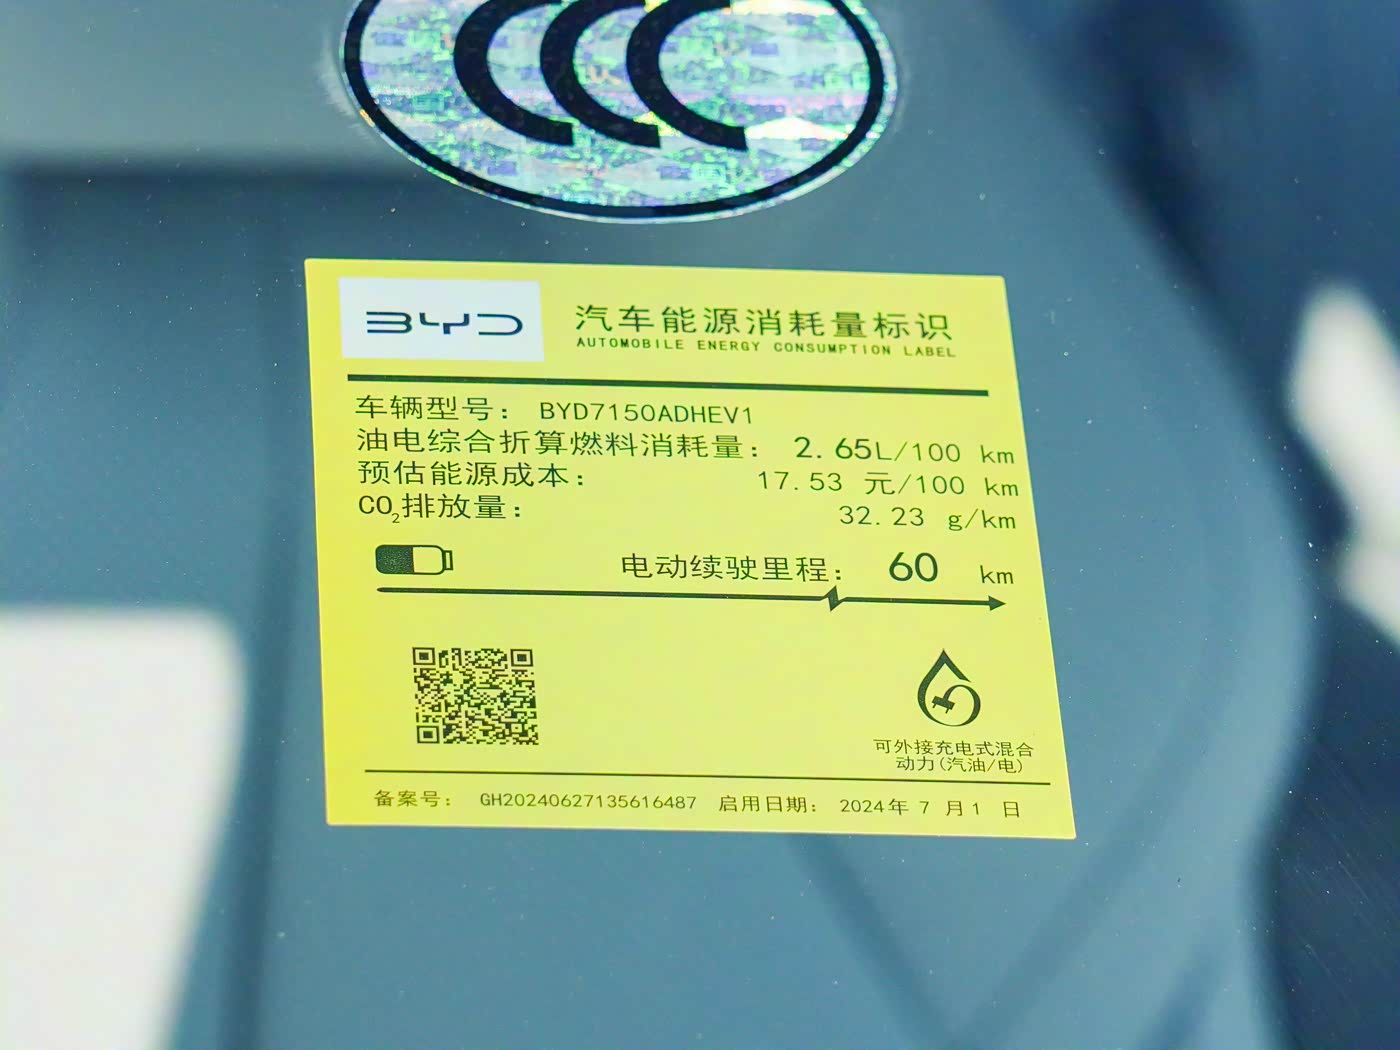 CCC
BYD
汽车能源消耗量标识
AUTOMOBILE ENERGY CONSUMPTION LABEL
车辆型号： BYD7150ADHEV1
油电综合折算燃料消耗量： 2.65L/100 km
预估能源成本： 17.53 元/100 km
CO₂排放量： 32.23 g/km
电动续驶里程： 60 km
可外接充电式混合
动力(汽油/电)
备案号： GH20240627135616487 启用日期： 2024年 7 月1 日